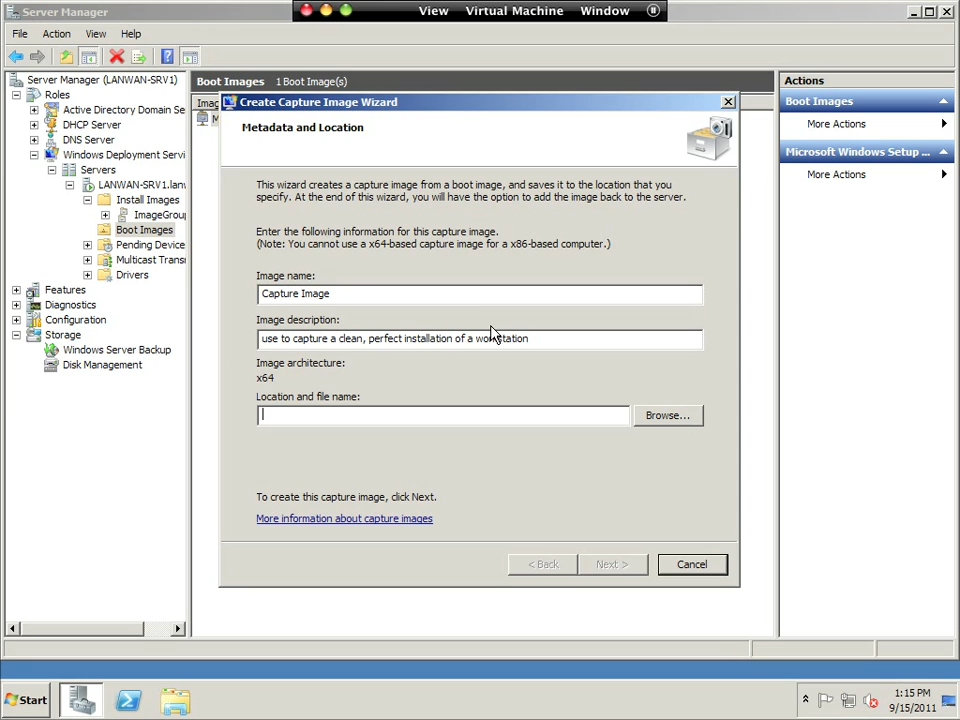 Server Manager
View Virtual Machine Window
File Action View Help
Server Manager (LANWAN-SRV1)
Roles
Active Directory Domain Se
DHCP Server
DNS Server
Windows Deployment Servi
Servers
LANWAN-SRV1.lanv
Install Images
ImageGrou
Boot Images
Pending Device
Multicast Trans
Drivers
Features
Diagnostics
Configuration
Storage
Windows Server Backup
Disk Management
Boot Images 1 Boot Image(s)
Imag
M
Create Capture Image Wizard
Metadata and Location
This wizard creates a capture image from a boot image, and saves it to the location that you
specify. At the end of this wizard, you will have the option to add the image back to the server.
Enter the following information for this capture image.
(Note: You cannot use a x64-based capture image for a x86-based computer.)
Image name:
Capture Image
Image description:
use to capture a clean, perfect installation of a workstation
Image architecture:
x64
Location and file name:
Browse...
To create this capture image, click Next.
More information about capture images
< Back Next > Cancel
Actions
Boot Images
More Actions
Microsoft Windows Setup ...
More Actions
Start
1:15 PM
9/15/2011